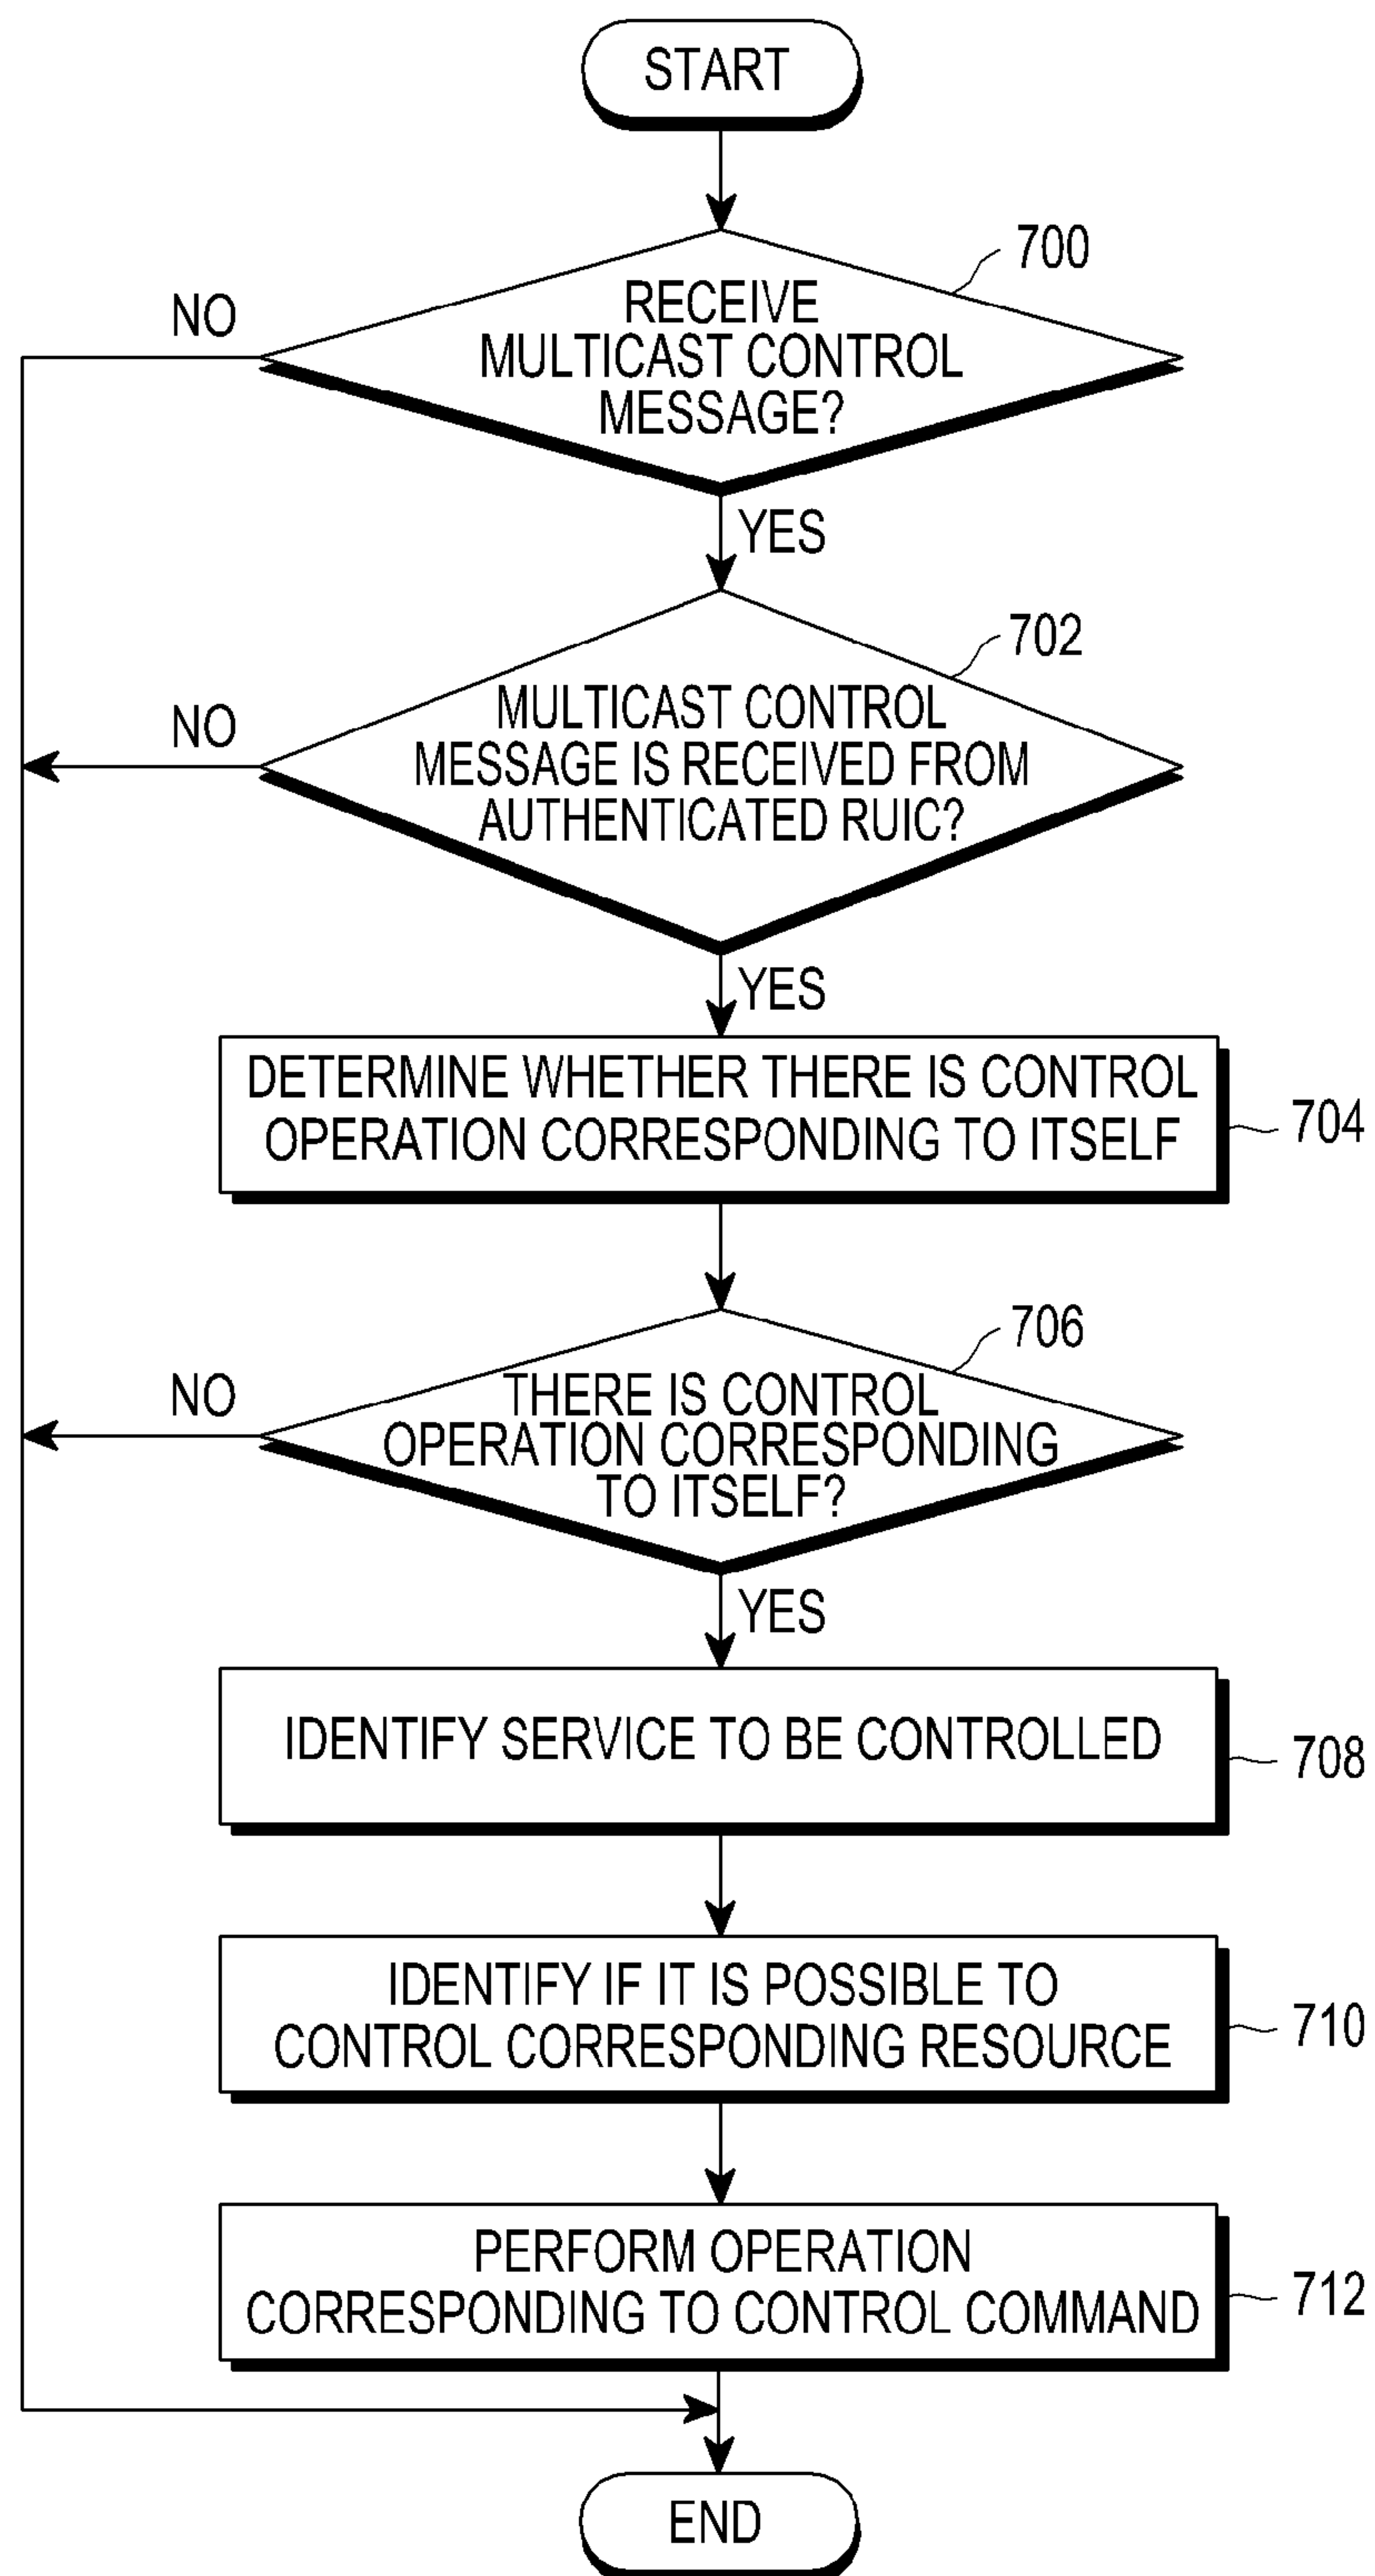 START
700
NO
RECEIVE
MULTICAST CONTROL
MESSAGE?
YES
702
NO
MULTICAST CONTROL
MESSAGE IS RECEIVED FROM
AUTHENTICATED RUIC?
YES
DETERMINE WHETHER THERE IS CONTROL
OPERATION CORRESPONDING TO ITSELF
704
706
NO
THERE IS CONTROL
OPERATION CORRESPONDING
TO ITSELF?
YES
IDENTIFY SERVICE TO BE CONTROLLED
708
IDENTIFY IF IT IS POSSIBLE TO
CONTROL CORRESPONDING RESOURCE
710
PERFORM OPERATION
CORRESPONDING TO CONTROL COMMAND
712
END